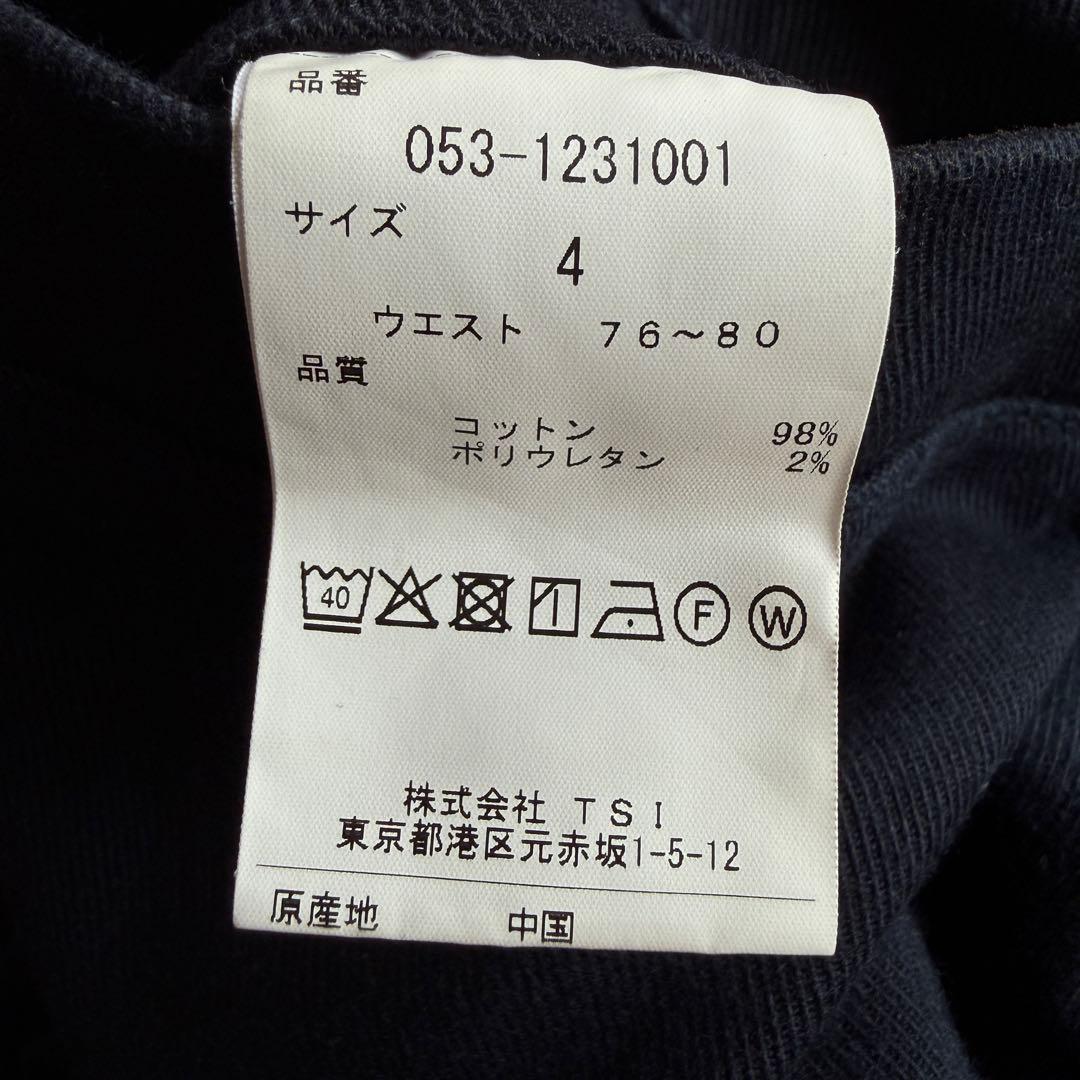 品番
053-1231001
サイズ
4
ウエスト 76～80
品質
コットン 98%
ポリウレタン 2%
40 F W
株式会社 TSI
東京都港区元赤坂1-5-12
原産地 中国